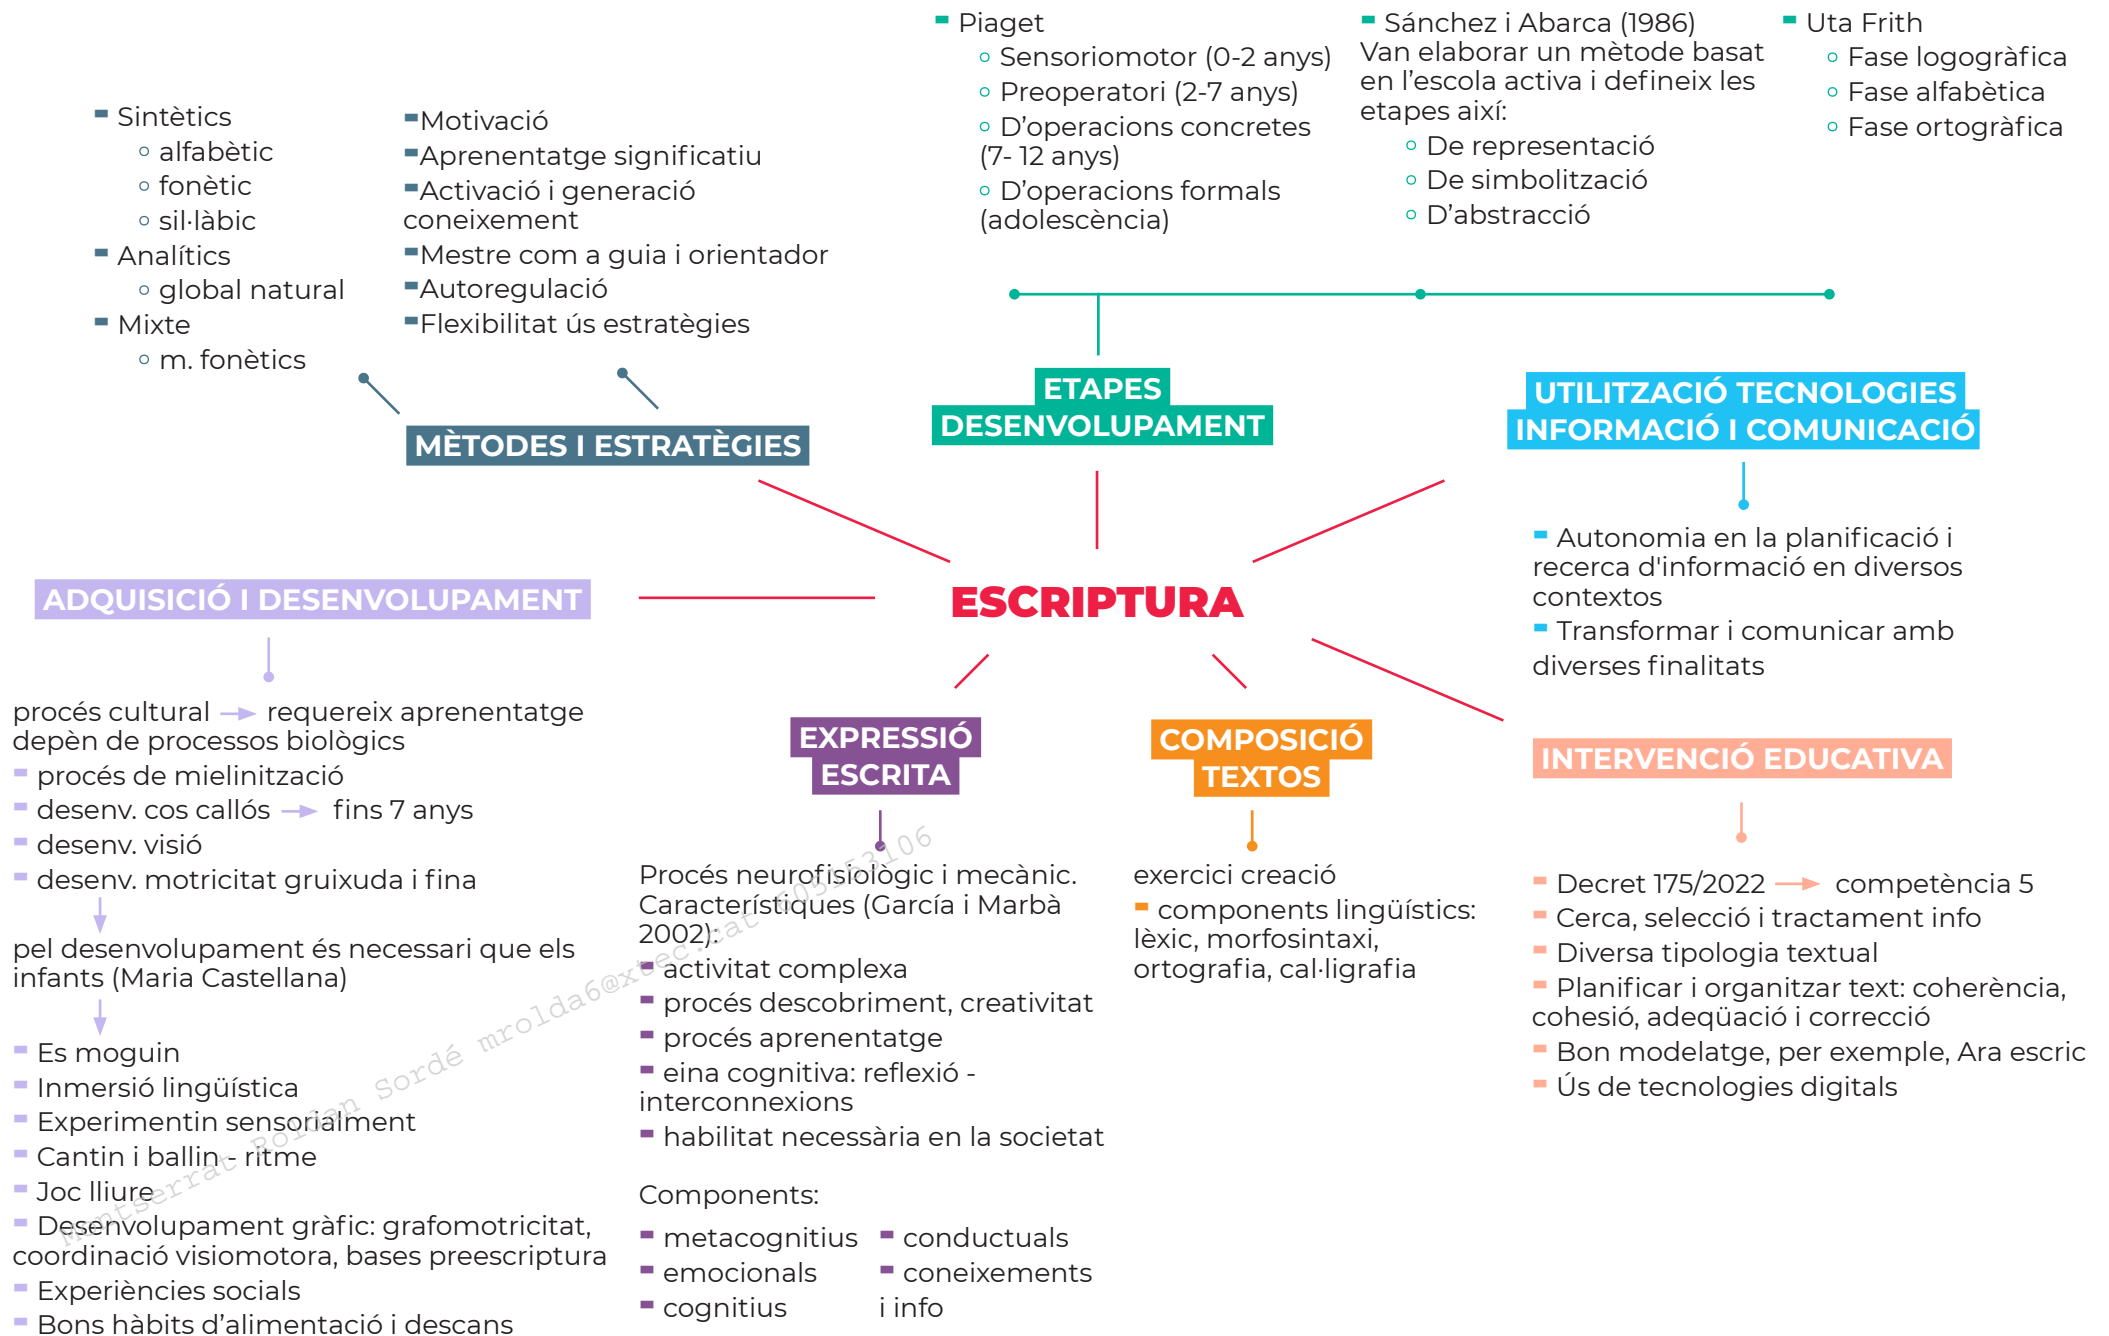 Sintètics
alfabètic
fonètic
sil·làbic
Analítics
global natural
Mixte
m. fonètics
Motivació
Aprenentatge significatiu
Activació i generació
coneixement
Mestre com a guia i orientador
Autoregulació
Flexibilitat ús estratègies
MÈTODES I ESTRATÈGIES
Piaget
Sensoriomotor (0-2 anys)
Preoperatori (2-7 anys)
D’operacions concretes
(7- 12 anys)
D’operacions formals
(adolescència)
Sánchez i Abarca (1986)
Van elaborar un mètode basat
en l’escola activa i defineix les
etapes així:
De representació
De simbolització
D’abstracció
Uta Frith
Fase logogràfica
Fase alfabètica
Fase ortogràfica
ETAPES
DESENVOLUPAMENT
UTILITZACIÓ TECNOLOGIES
INFORMACIÓ I COMUNICACIÓ
Autonomia en la planificació i
recerca d'informació en diversos
contextos
Transformar i comunicar amb
diverses finalitats
ESCRIPTURA
ADQUISICIÓ I DESENVOLUPAMENT
procés cultural → requereix aprenentatge
depèn de processos biològics
procés de mielinització
desenv. cos callós → fins 7 anys
desenv. visió
desenv. motricitat gruixuda i fina
pel desenvolupament és necessari que els
infants (Maria Castellana)
Es moguin
Inmersió lingüística
Experimentin sensorialment
Cantin i ballin - ritme
Joc lliure
Desenvolupament gràfic: grafomotricitat,
coordinació visiomotora, bases preescriptura
Experiències socials
Bons hàbits d’alimentació i descans
EXPRESSIÓ
ESCRITA
Procés neurofisiològic i mecànic.
Característiques (García i Marbà
2002):
activitat complexa
procés descobriment, creativitat
procés aprenentatge
eina cognitiva: reflexió -
interconnexions
habilitat necessària en la societat
Components:
metacognitius
emocionals
cognitius
conductuals
coneixements
i info
COMPOSICIÓ
TEXTOS
exercici creació
components lingüístics:
lèxic, morfosintaxi,
ortografia, cal·ligrafia
INTERVENCIÓ EDUCATIVA
Decret 175/2022 → competència 5
Cerca, selecció i tractament info
Diversa tipologia textual
Planificar i organitzar text: coherència,
cohesió, adeqüació i correcció
Bon modelatge, per exemple, Ara escric
Ús de tecnologies digitals
Montserrat Roldan Sordé mrolda6@xtec.cat